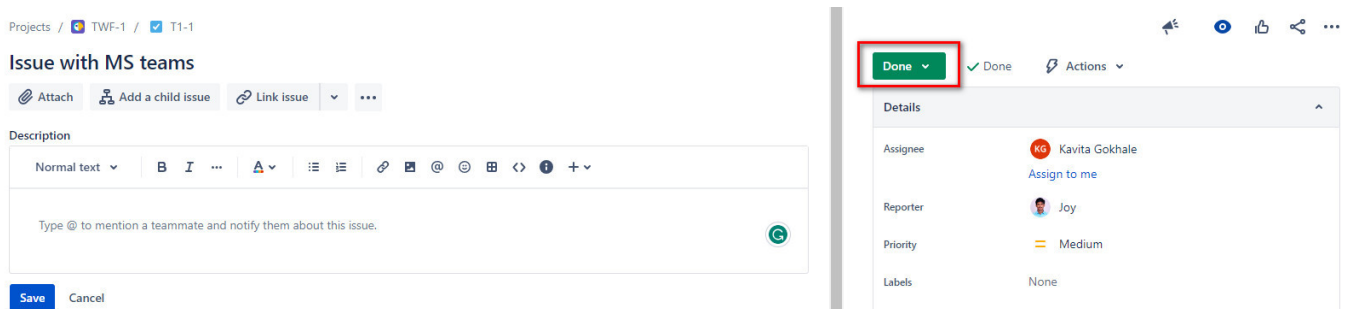 Projects / TWF-1 / T1-1
Issue with MS teams
Attach Add a child issue Link issue
Description
Normal text B I A @ <>
Type @ to mention a teammate and notify them about this issue.
Save Cancel
Done Done Actions
Details
Assignee KG Kavita Gokhale
Assign to me
Reporter Joy
Priority Medium
Labels None